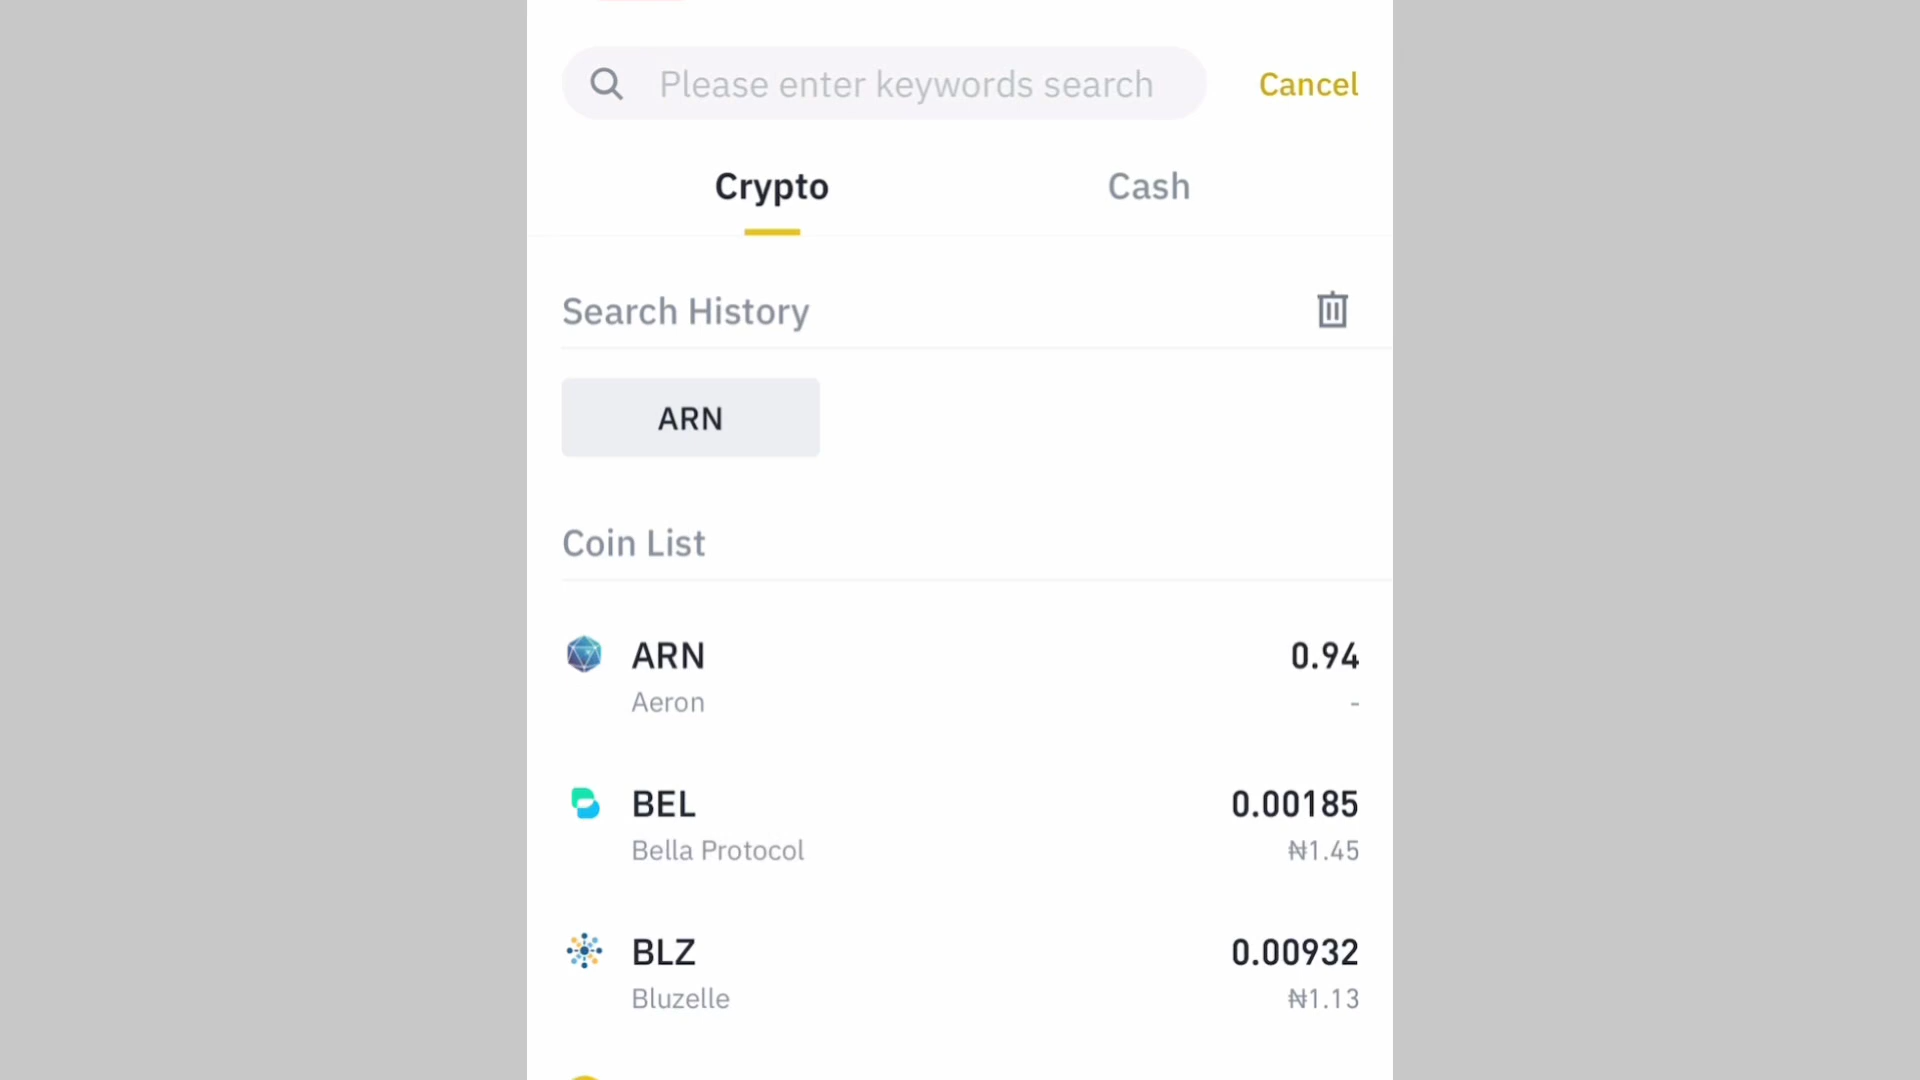 Please enter keywords search
Cancel
Crypto
Cash
Search History
ARN
Coin List
ARN
0.94
Aeron
-
BEL
0.00185
Bella Protocol
₦1.45
BLZ
0.00932
Bluzelle
₦1.13